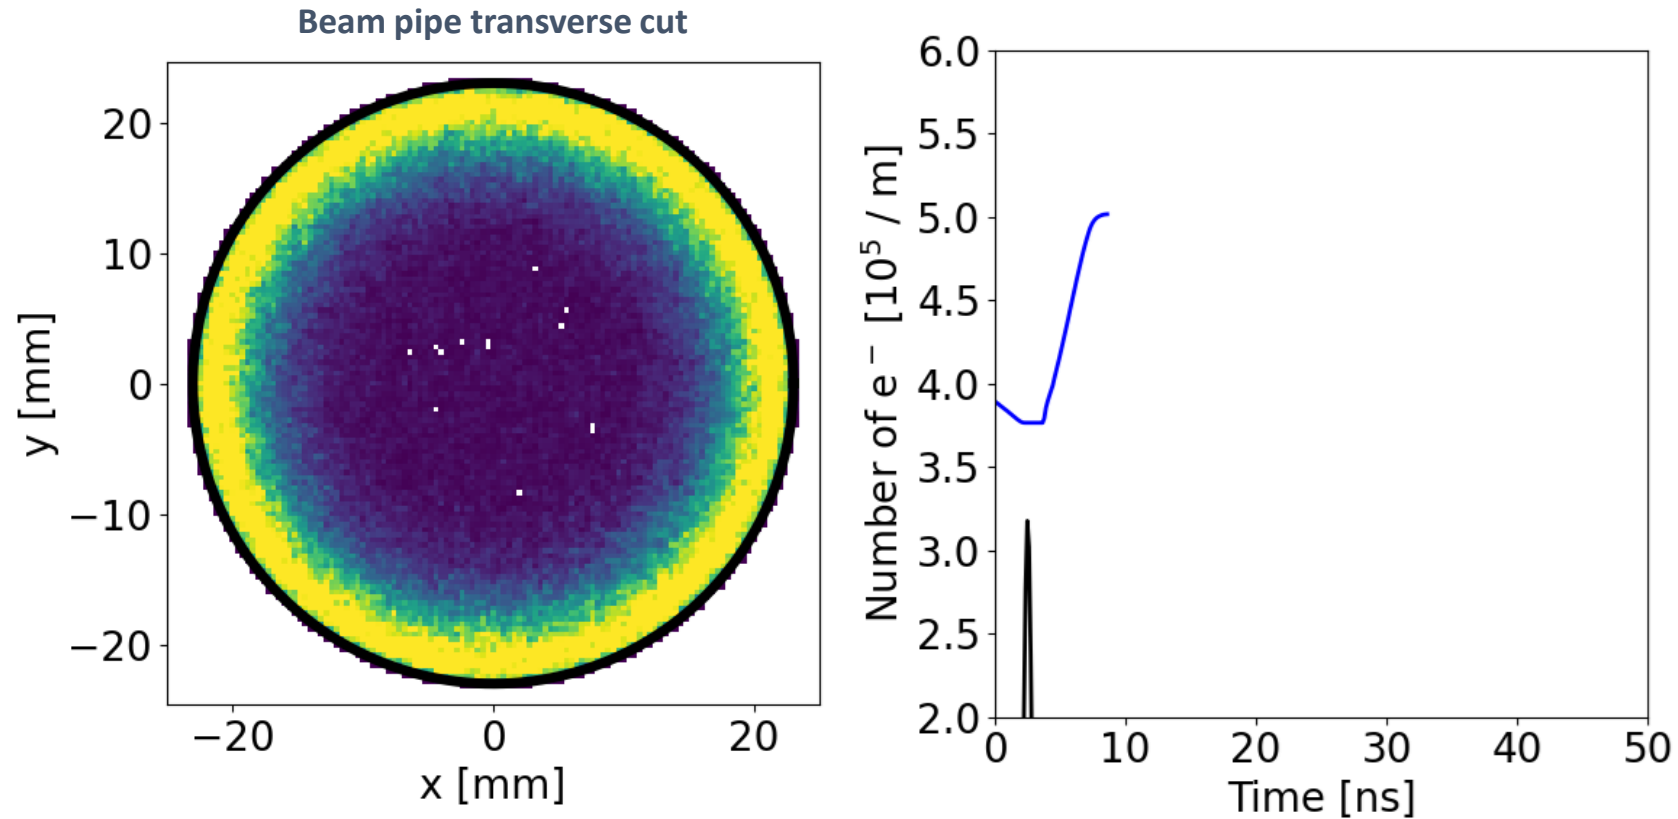 Beam pipe transverse cut
20
10
0
−10
−20
y [mm]
−20 0 20
x [mm]
6.0
5.5
5.0
4.5
4.0
3.5
3.0
2.5
2.0
Number of e⁻ [10⁵ / m]
0 10 20 30 40 50
Time [ns]